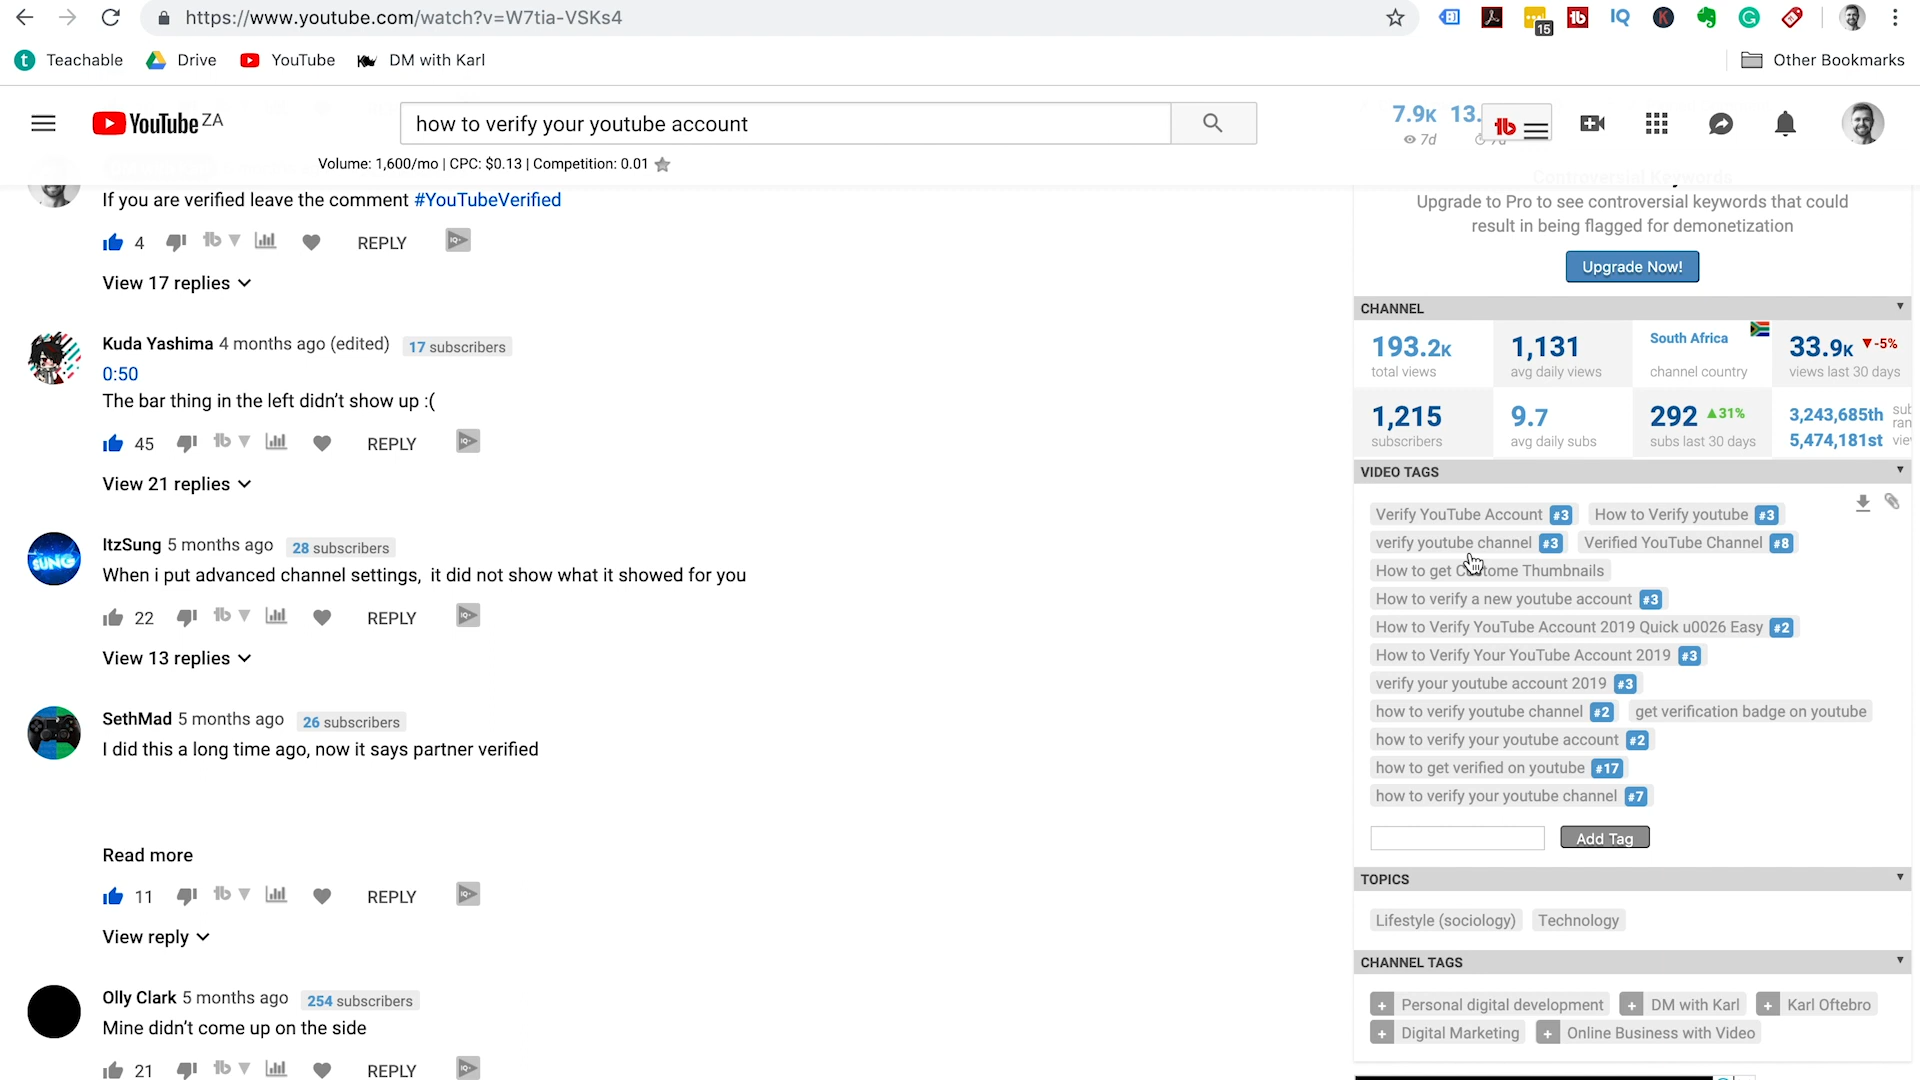 https://www.youtube.com/watch?v=W7tia-VSKs4
15
IQ
K
G
t Teachable
Drive
YouTube
DM with Karl
Other Bookmarks
YouTube ZA
how to verify your youtube account
7.9K 13.
7d
tb
Volume: 1,600/mo | CPC: $0.13 | Competition: 0.01
If you are verified leave the comment #YouTubeVerified
4 REPLY
View 17 replies
Kuda Yashima 4 months ago (edited) 17 subscribers
0:50
The bar thing in the left didn't show up :(
45 REPLY
View 21 replies
SUNG
ItzSung 5 months ago 28 subscribers
When i put advanced channel settings, it did not show what it showed for you
22 REPLY
View 13 replies
SethMad 5 months ago 26 subscribers
I did this a long time ago, now it says partner verified
Read more
11 REPLY
View reply
Olly Clark 5 months ago 254 subscribers
Mine didn't come up on the side
21 REPLY
Controversial Keywords
Upgrade to Pro to see controversial keywords that could
result in being flagged for demonetization
Upgrade Now!
CHANNEL
193.2K total views
1,131 avg daily views
South Africa channel country
33.9K -5% views last 30 days
1,215 subscribers
9.7 avg daily subs
292 31% subs last 30 days
3,243,685th sub ran
5,474,181st vie
VIDEO TAGS
Verify YouTube Account #3 How to Verify youtube #3
verify youtube channel #3 Verified YouTube Channel #8
How to get Custome Thumbnails
How to verify a new youtube account #3
How to Verify YouTube Account 2019 Quick u0026 Easy #2
How to Verify Your YouTube Account 2019 #3
verify your youtube account 2019 #3
how to verify youtube channel #2 get verification badge on youtube
how to verify your youtube account #2
how to get verified on youtube #17
how to verify your youtube channel #7
Add Tag
TOPICS
Lifestyle (sociology) Technology
CHANNEL TAGS
+ Personal digital development + DM with Karl + Karl Oftebro
+ Digital Marketing + Online Business with Video